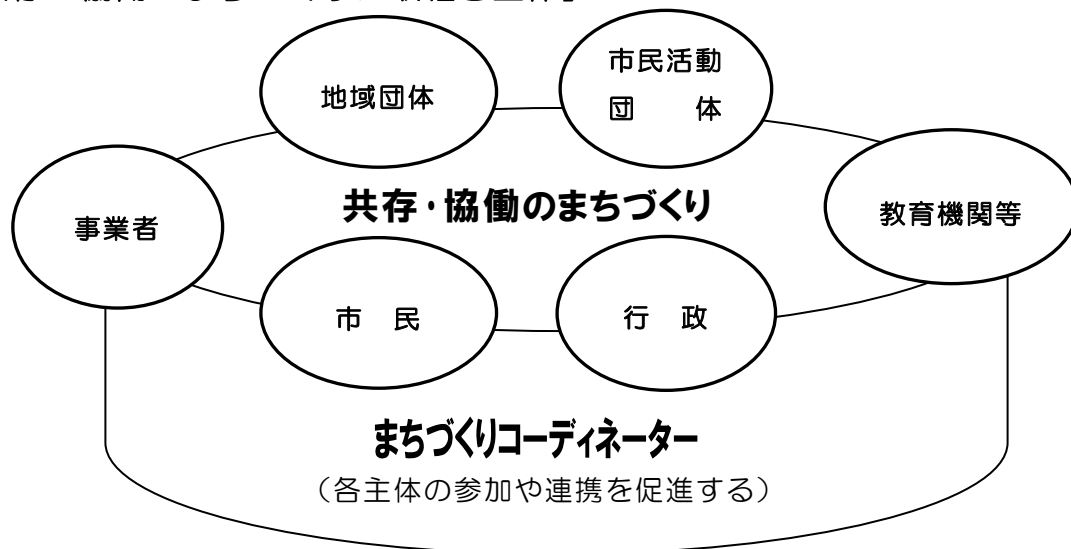 地域団体
市民活動
団　　体
事業者
共存・協働のまちづくり
教育機関等
市　民
行　政
まちづくりコーディネーター
（各主体の参加や連携を促進する）